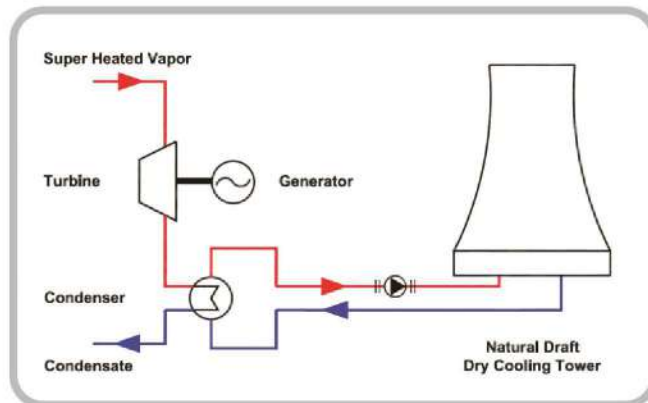 Super Heated Vapor
Turbine
Generator
Condenser
Condensate
Natural Draft
Dry Cooling Tower